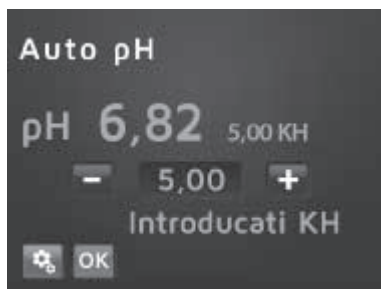 Auto pH
pH 6,82 5,00 KH
− 5,00 +
Introducati KH
OK